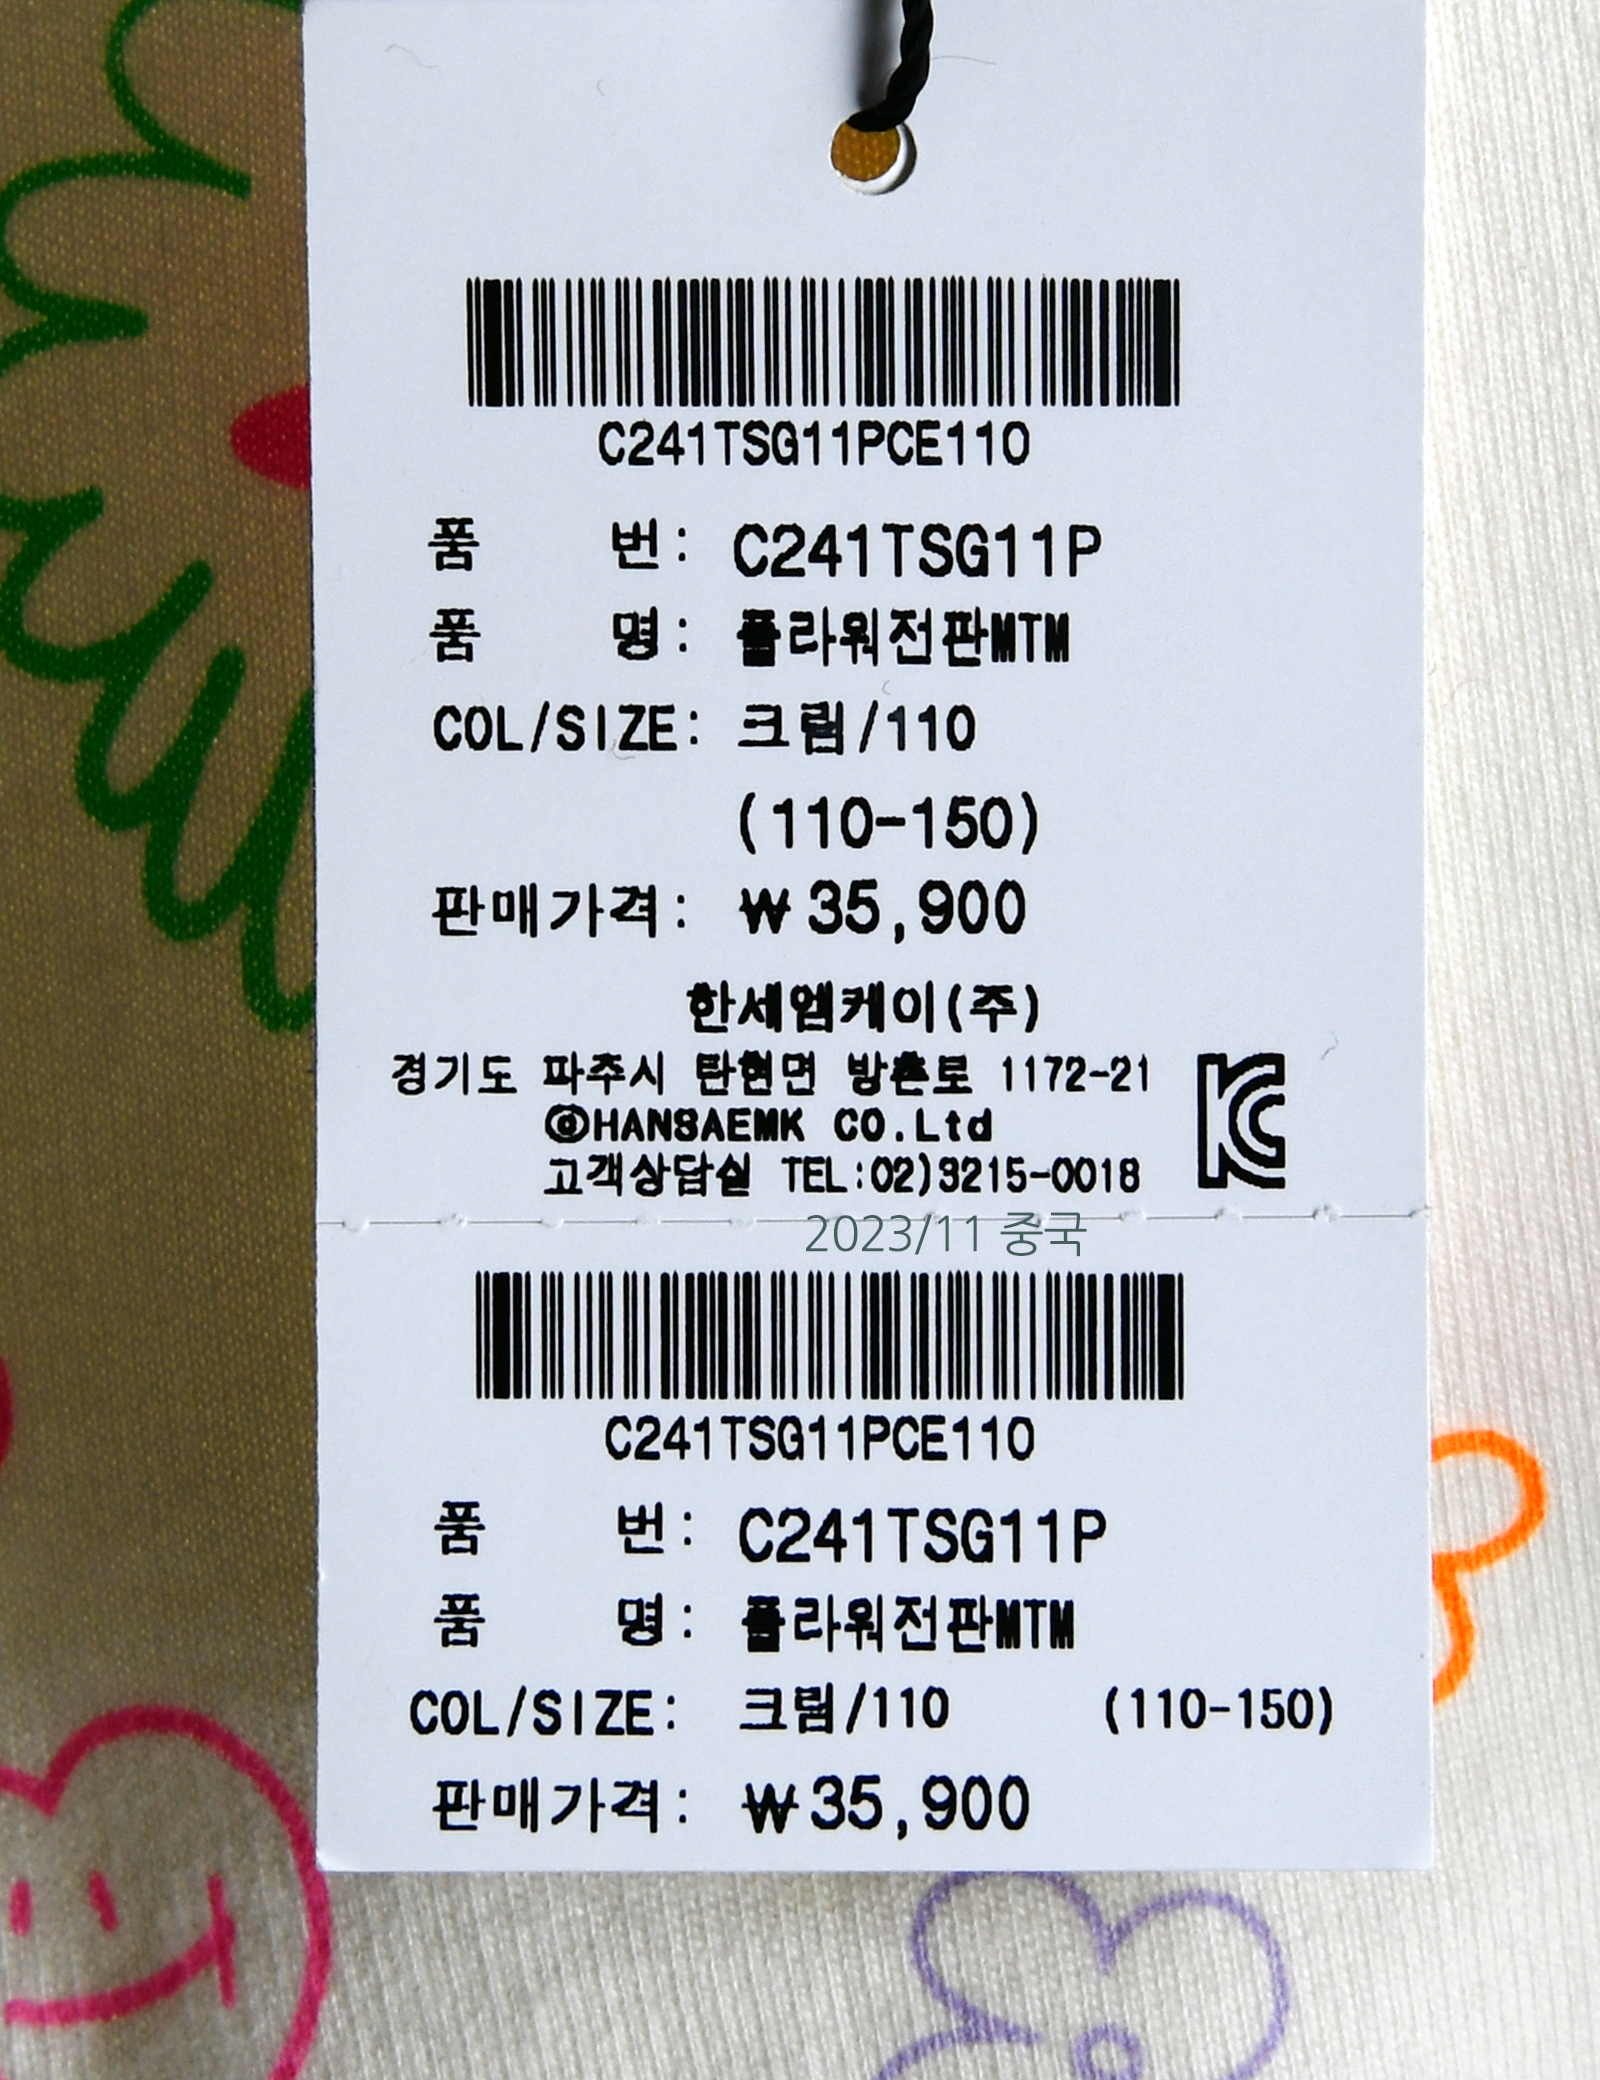 C241TSG11PCE110
품 번: C241TSG11P
품 명: 플라워전판MTM
COL/SIZE: 크림/110
(110-150)
판매가격: ₩35,900
한세엠케이(주)
경기도 파주시 탄현면 방촌로 1172-21
ⓒHANSAEMK CO.Ltd
고객상담실 TEL:02)3215-0018
2023/11 중국
C241TSG11PCE110
품 번: C241TSG11P
품 명: 플라워전판MTM
COL/SIZE: 크림/110 (110-150)
판매가격: ₩35,900